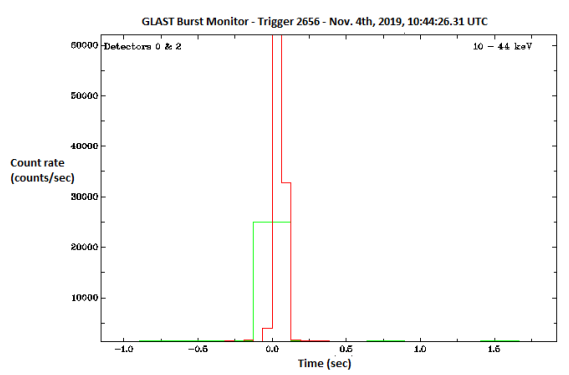 GLAST Burst Monitor - Trigger 2656 - Nov. 4th, 2019, 10:44:26.31 UTC
60000
Detectors 0 & 2
10 - 44 keV
50000
40000
Count rate
(counts/sec)
30000
20000
10000
-1.0
-0.5
0.0
0.5
1.0
1.5
Time (sec)